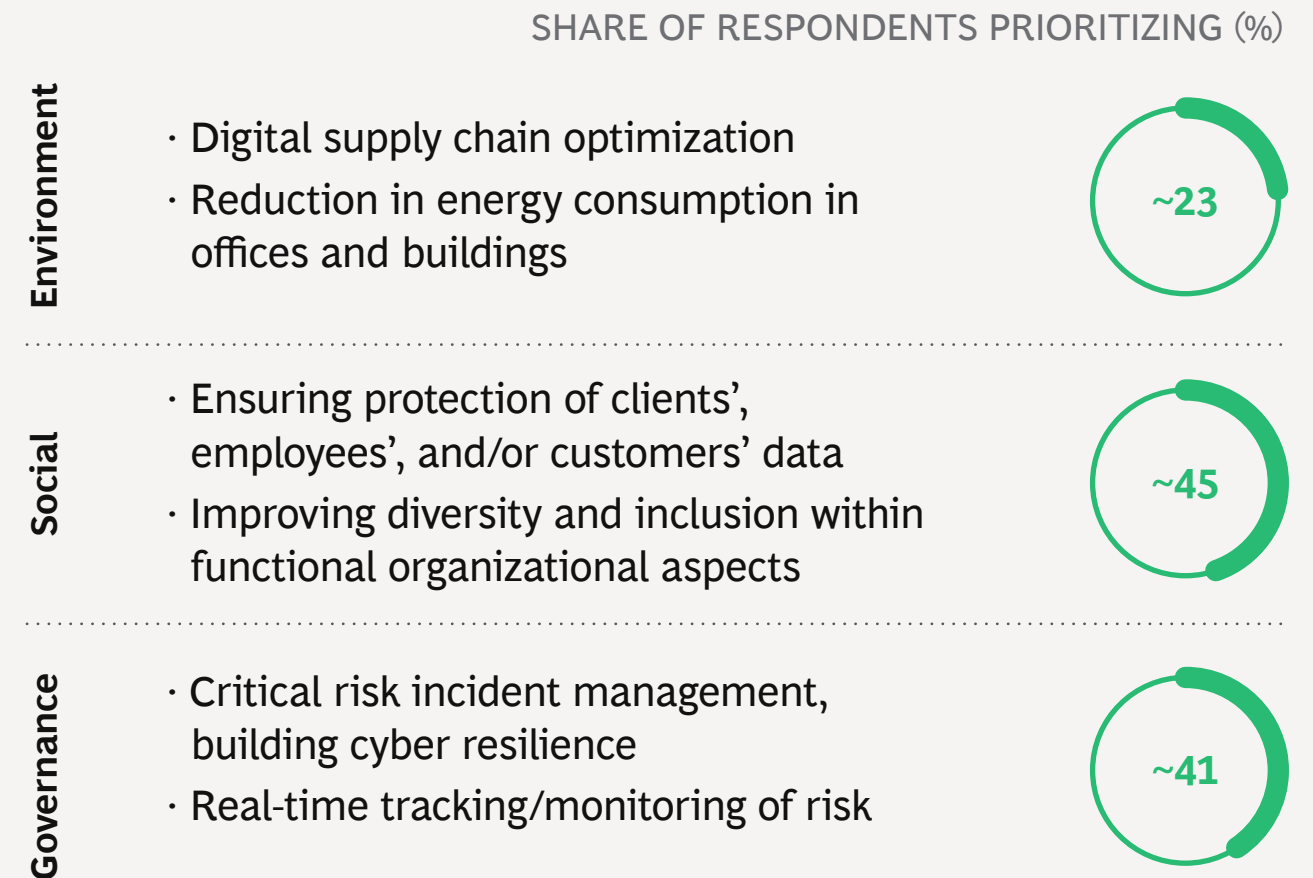 SHARE OF RESPONDENTS PRIORITIZING (%)
Environment
· Digital supply chain optimization
· Reduction in energy consumption in
offices and buildings
~23
Social
· Ensuring protection of clients’,
employees’, and/or customers’ data
· Improving diversity and inclusion within
functional organizational aspects
~45
Governance
· Critical risk incident management,
building cyber resilience
· Real-time tracking/monitoring of risk
~41